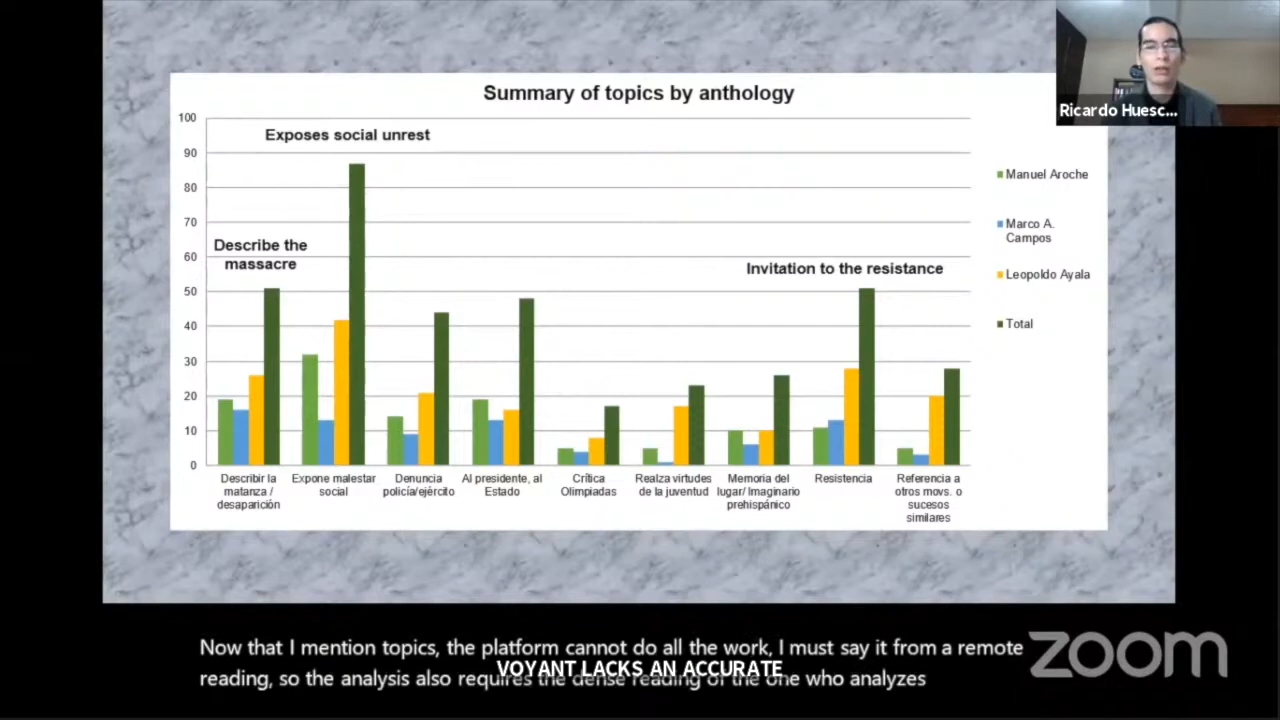 Ricardo Huesc...
Summary of topics by anthology
100
90
80
70
60
50
40
30
20
10
0
Exposes social unrest
Describe the
massacre
Invitation to the resistance
Manuel Aroche
Marco A.
Campos
Leopoldo Ayala
Total
Describir la
matanza /
desaparición
Expone malestar
social
Denuncia
policía/ejército
Al presidente, al
Estado
Crítica
Olimpiadas
Realza virtudes
de la juventud
Memoria del
lugar/ Imaginario
prehispánico
Resistencia
Referencia a
otros movs. o
sucesos
similares
Now that I mention topics, the platform cannot do all the work, I must say it from a remote
VOYANT LACKS AN ACCURATE
reading, so the analysis also requires the dense reading of the one who analyzes
zoom